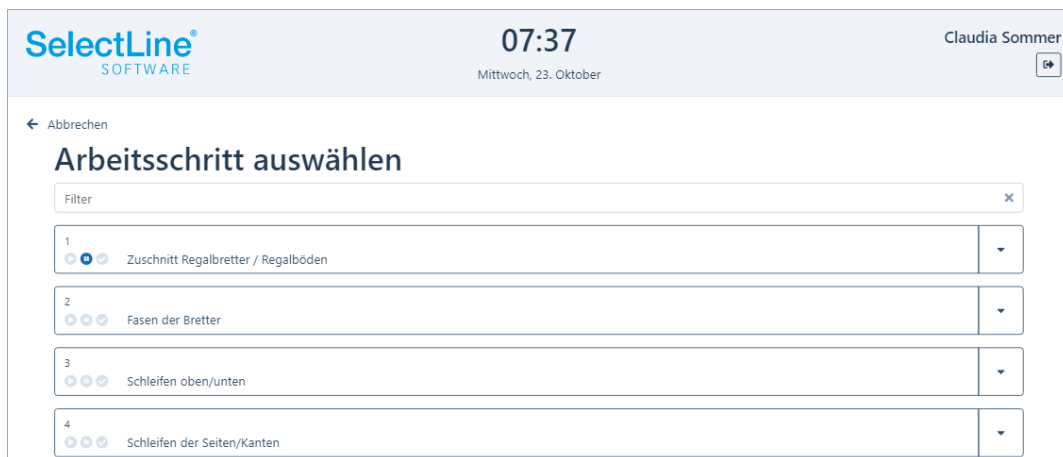 SelectLine®
SOFTWARE
07:37
Mittwoch, 23. Oktober
Claudia Sommer
Abbrechen
Arbeitsschritt auswählen
Filter
1
Zuschnitt Regalbretter / Regalböden
2
Fasen der Bretter
3
Schleifen oben/unten
4
Schleifen der Seiten/Kanten